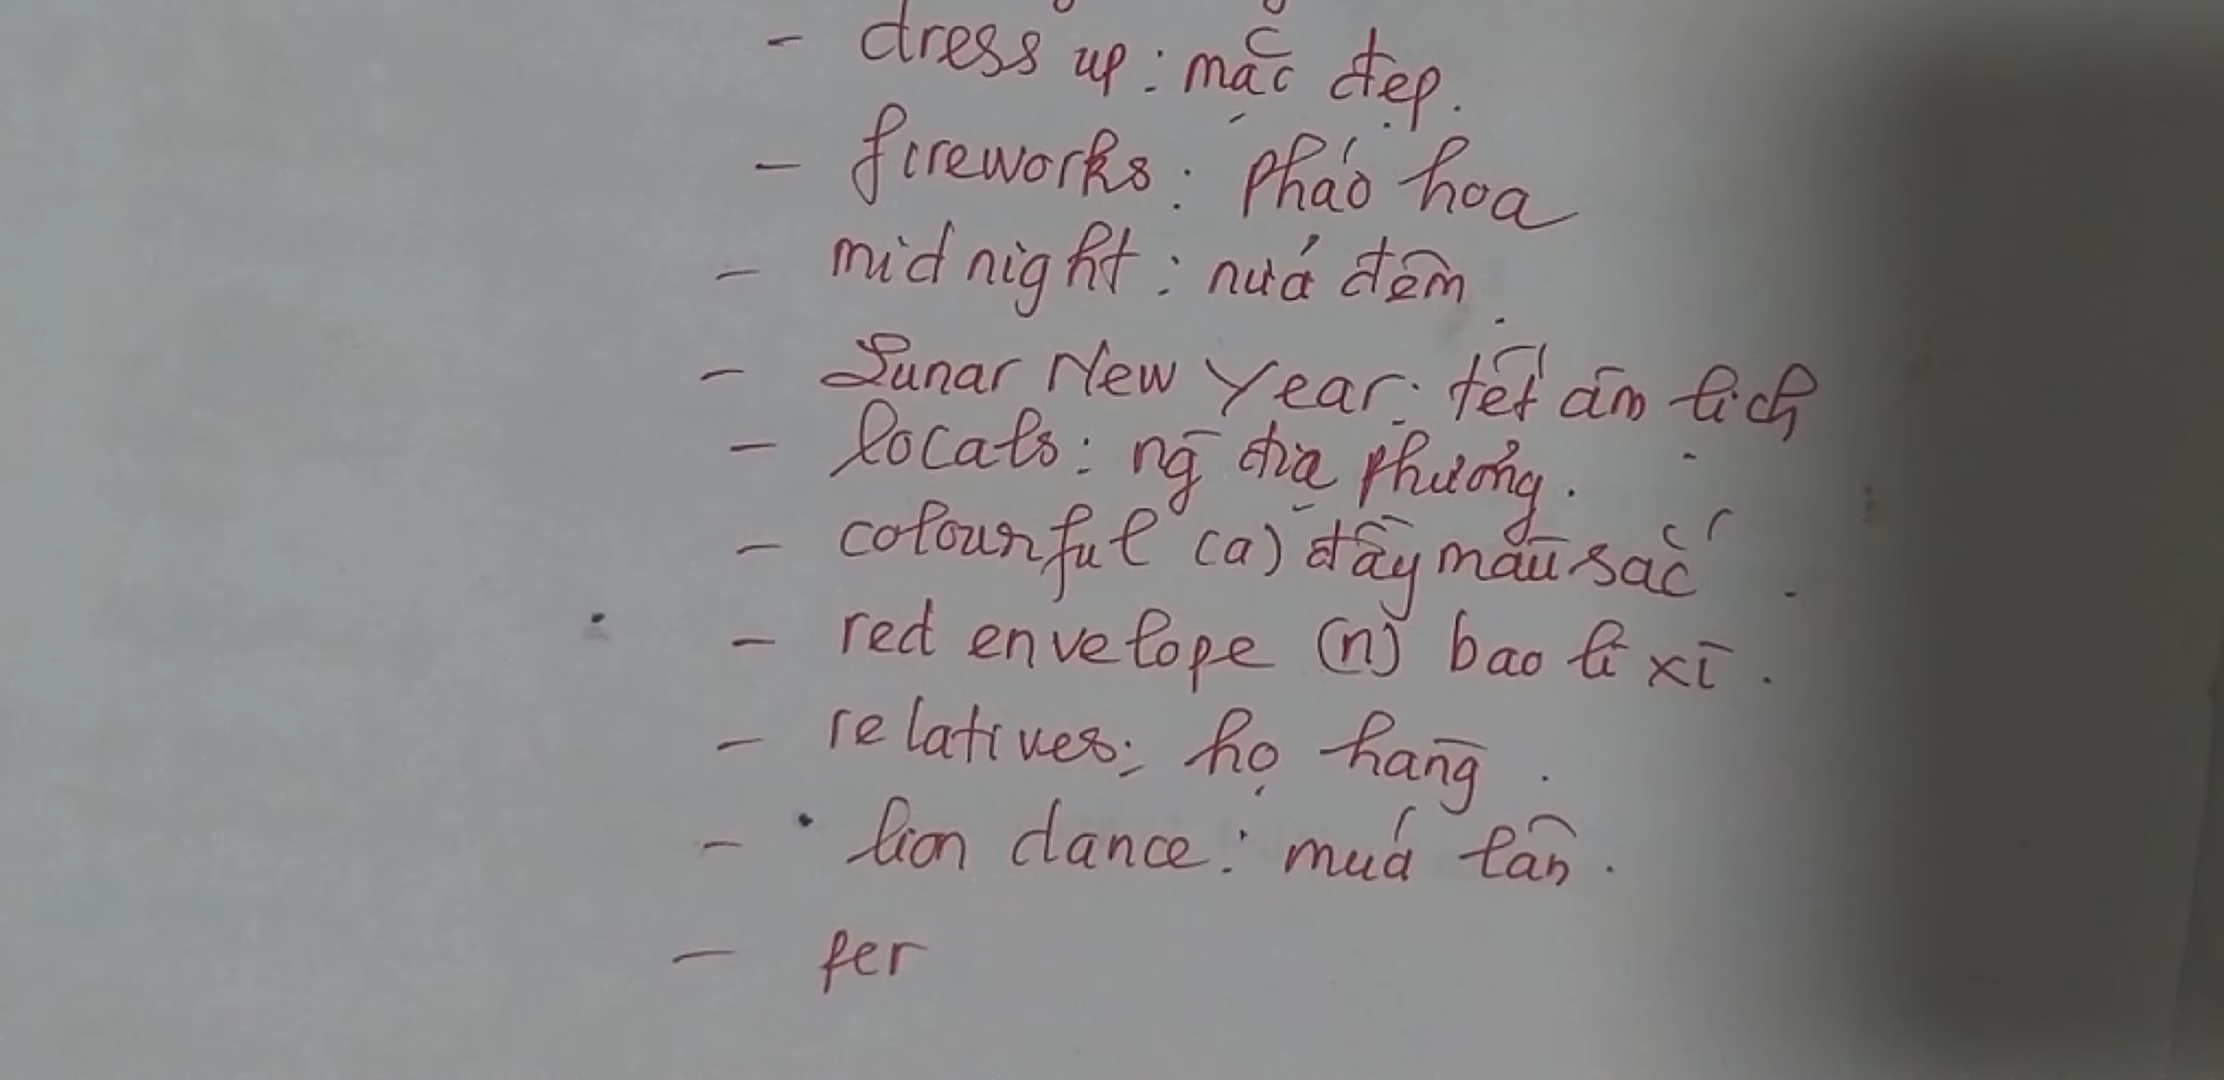 - dress up : mặc đẹp.
- fireworks : pháo hoa
- midnight : nửa đêm
- Lunar New Year : tết âm lịch
- locals : ng̀ địa phương.
- colourful (a) đầy màu sắc
- red envelope (n) bao lì xì.
- relatives : họ hàng.
- lion dance : múa lân.
- fer